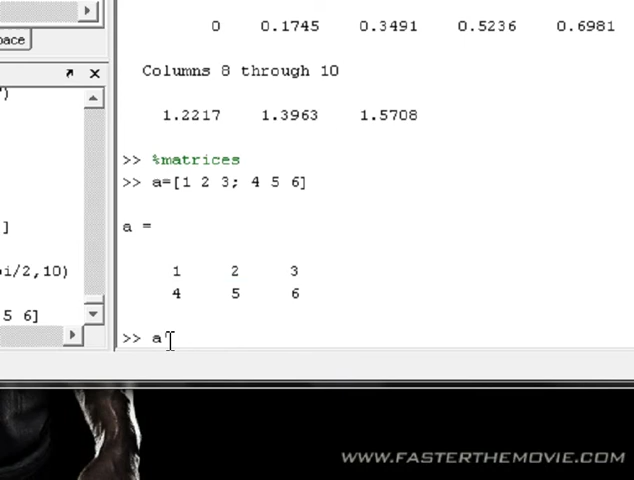 0 0.1745 0.3491 0.5236 0.6981
pace
Columns 8 through 10
1.2217 1.3963 1.5708
>> %matrices
>> a=[1 2 3; 4 5 6]
]
a =
pi/2,10)
1 2 3
4 5 6
5 6]
>> a'
WWW.FASTERTHEMOVIE.COM